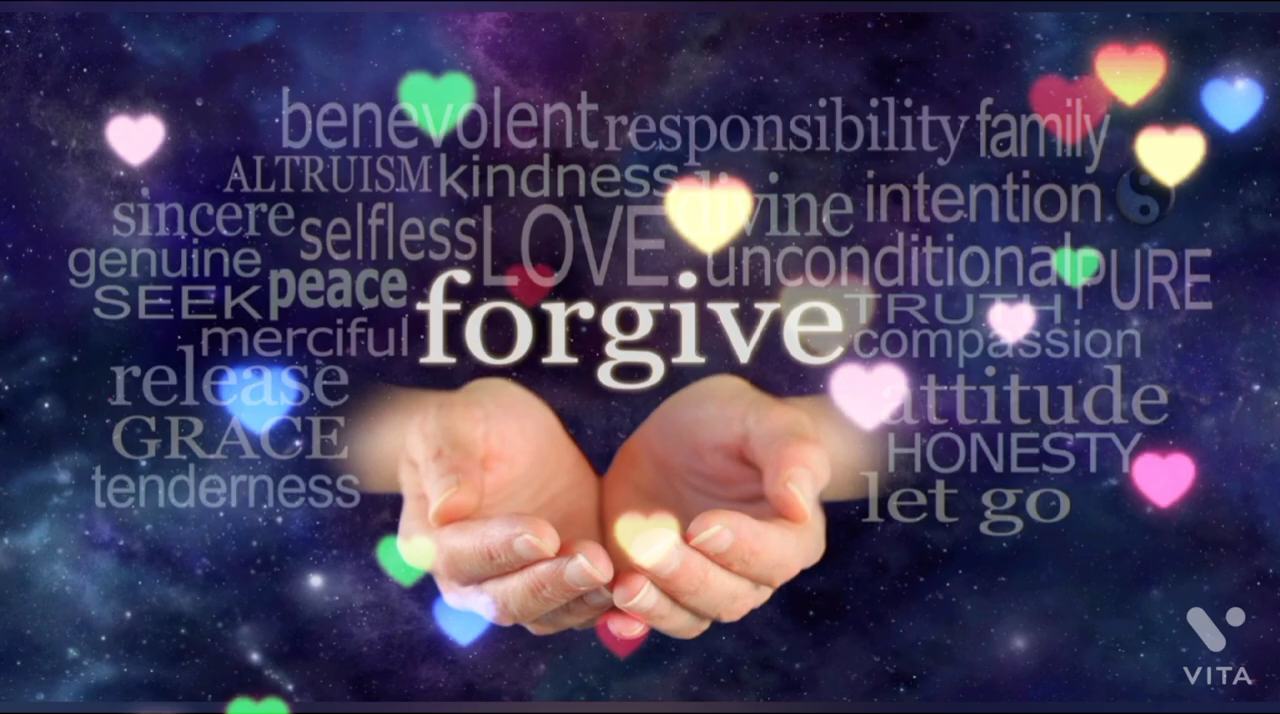 benevolent responsibility family
ALTRUISM kindness divine intention
sincere selfless LOVE unconditional PURE
genuine
SEEK peace forgive TRUTH
merciful compassion
release attitude
GRACE HONESTY
tenderness let go
VITA